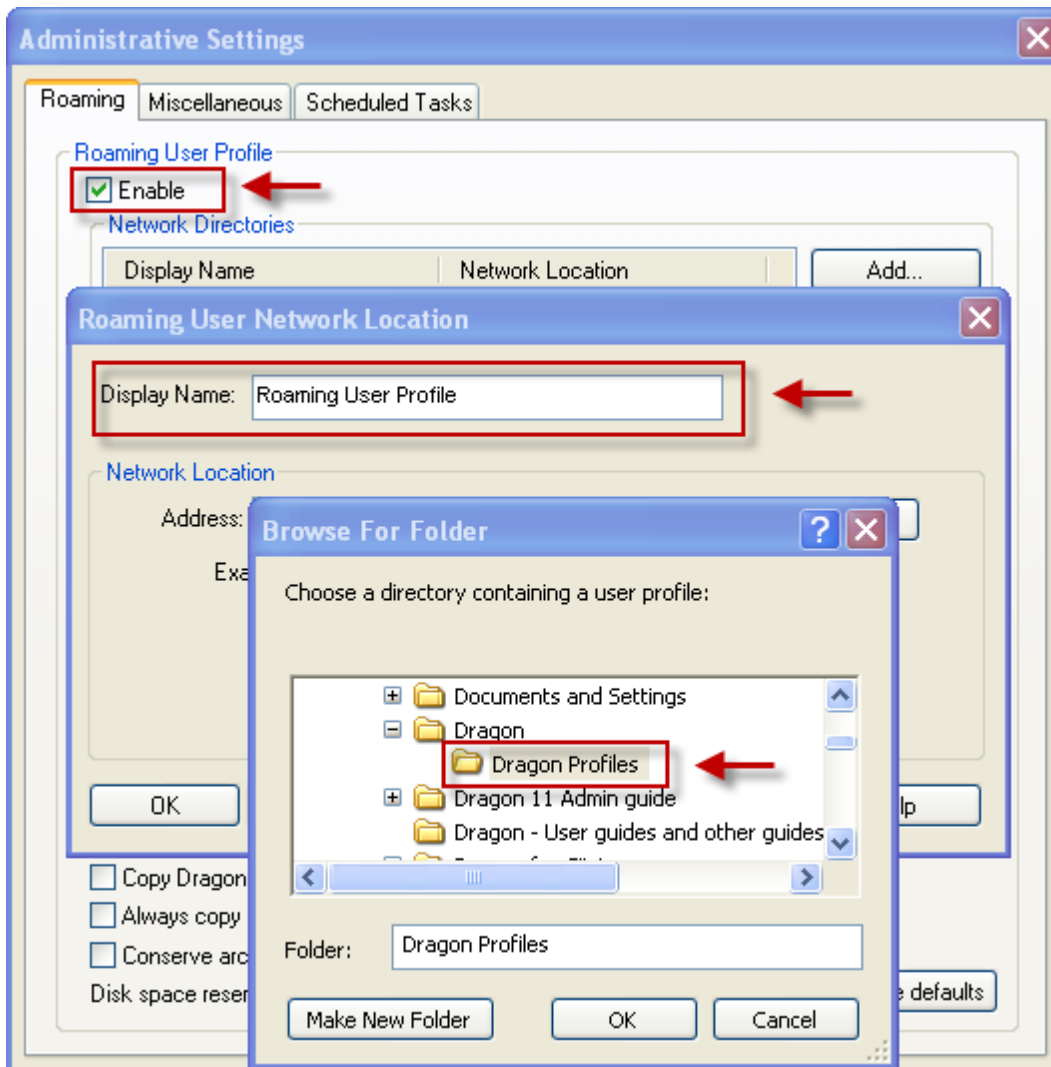 Administrative Settings
Roaming Miscellaneous Scheduled Tasks
Roaming User Profile
Enable
Network Directories
Display Name Network Location Add...
Roaming User Network Location
Display Name: Roaming User Profile
Network Location
Address:
Browse For Folder
Choose a directory containing a user profile:
Documents and Settings
Dragon
Dragon Profiles
Dragon 11 Admin guide
Dragon - User guides and other guides
OK
Copy Dragon
Always copy
Conserve
Folder: Dragon Profiles
Disk space defaults
Make New Folder OK Cancel